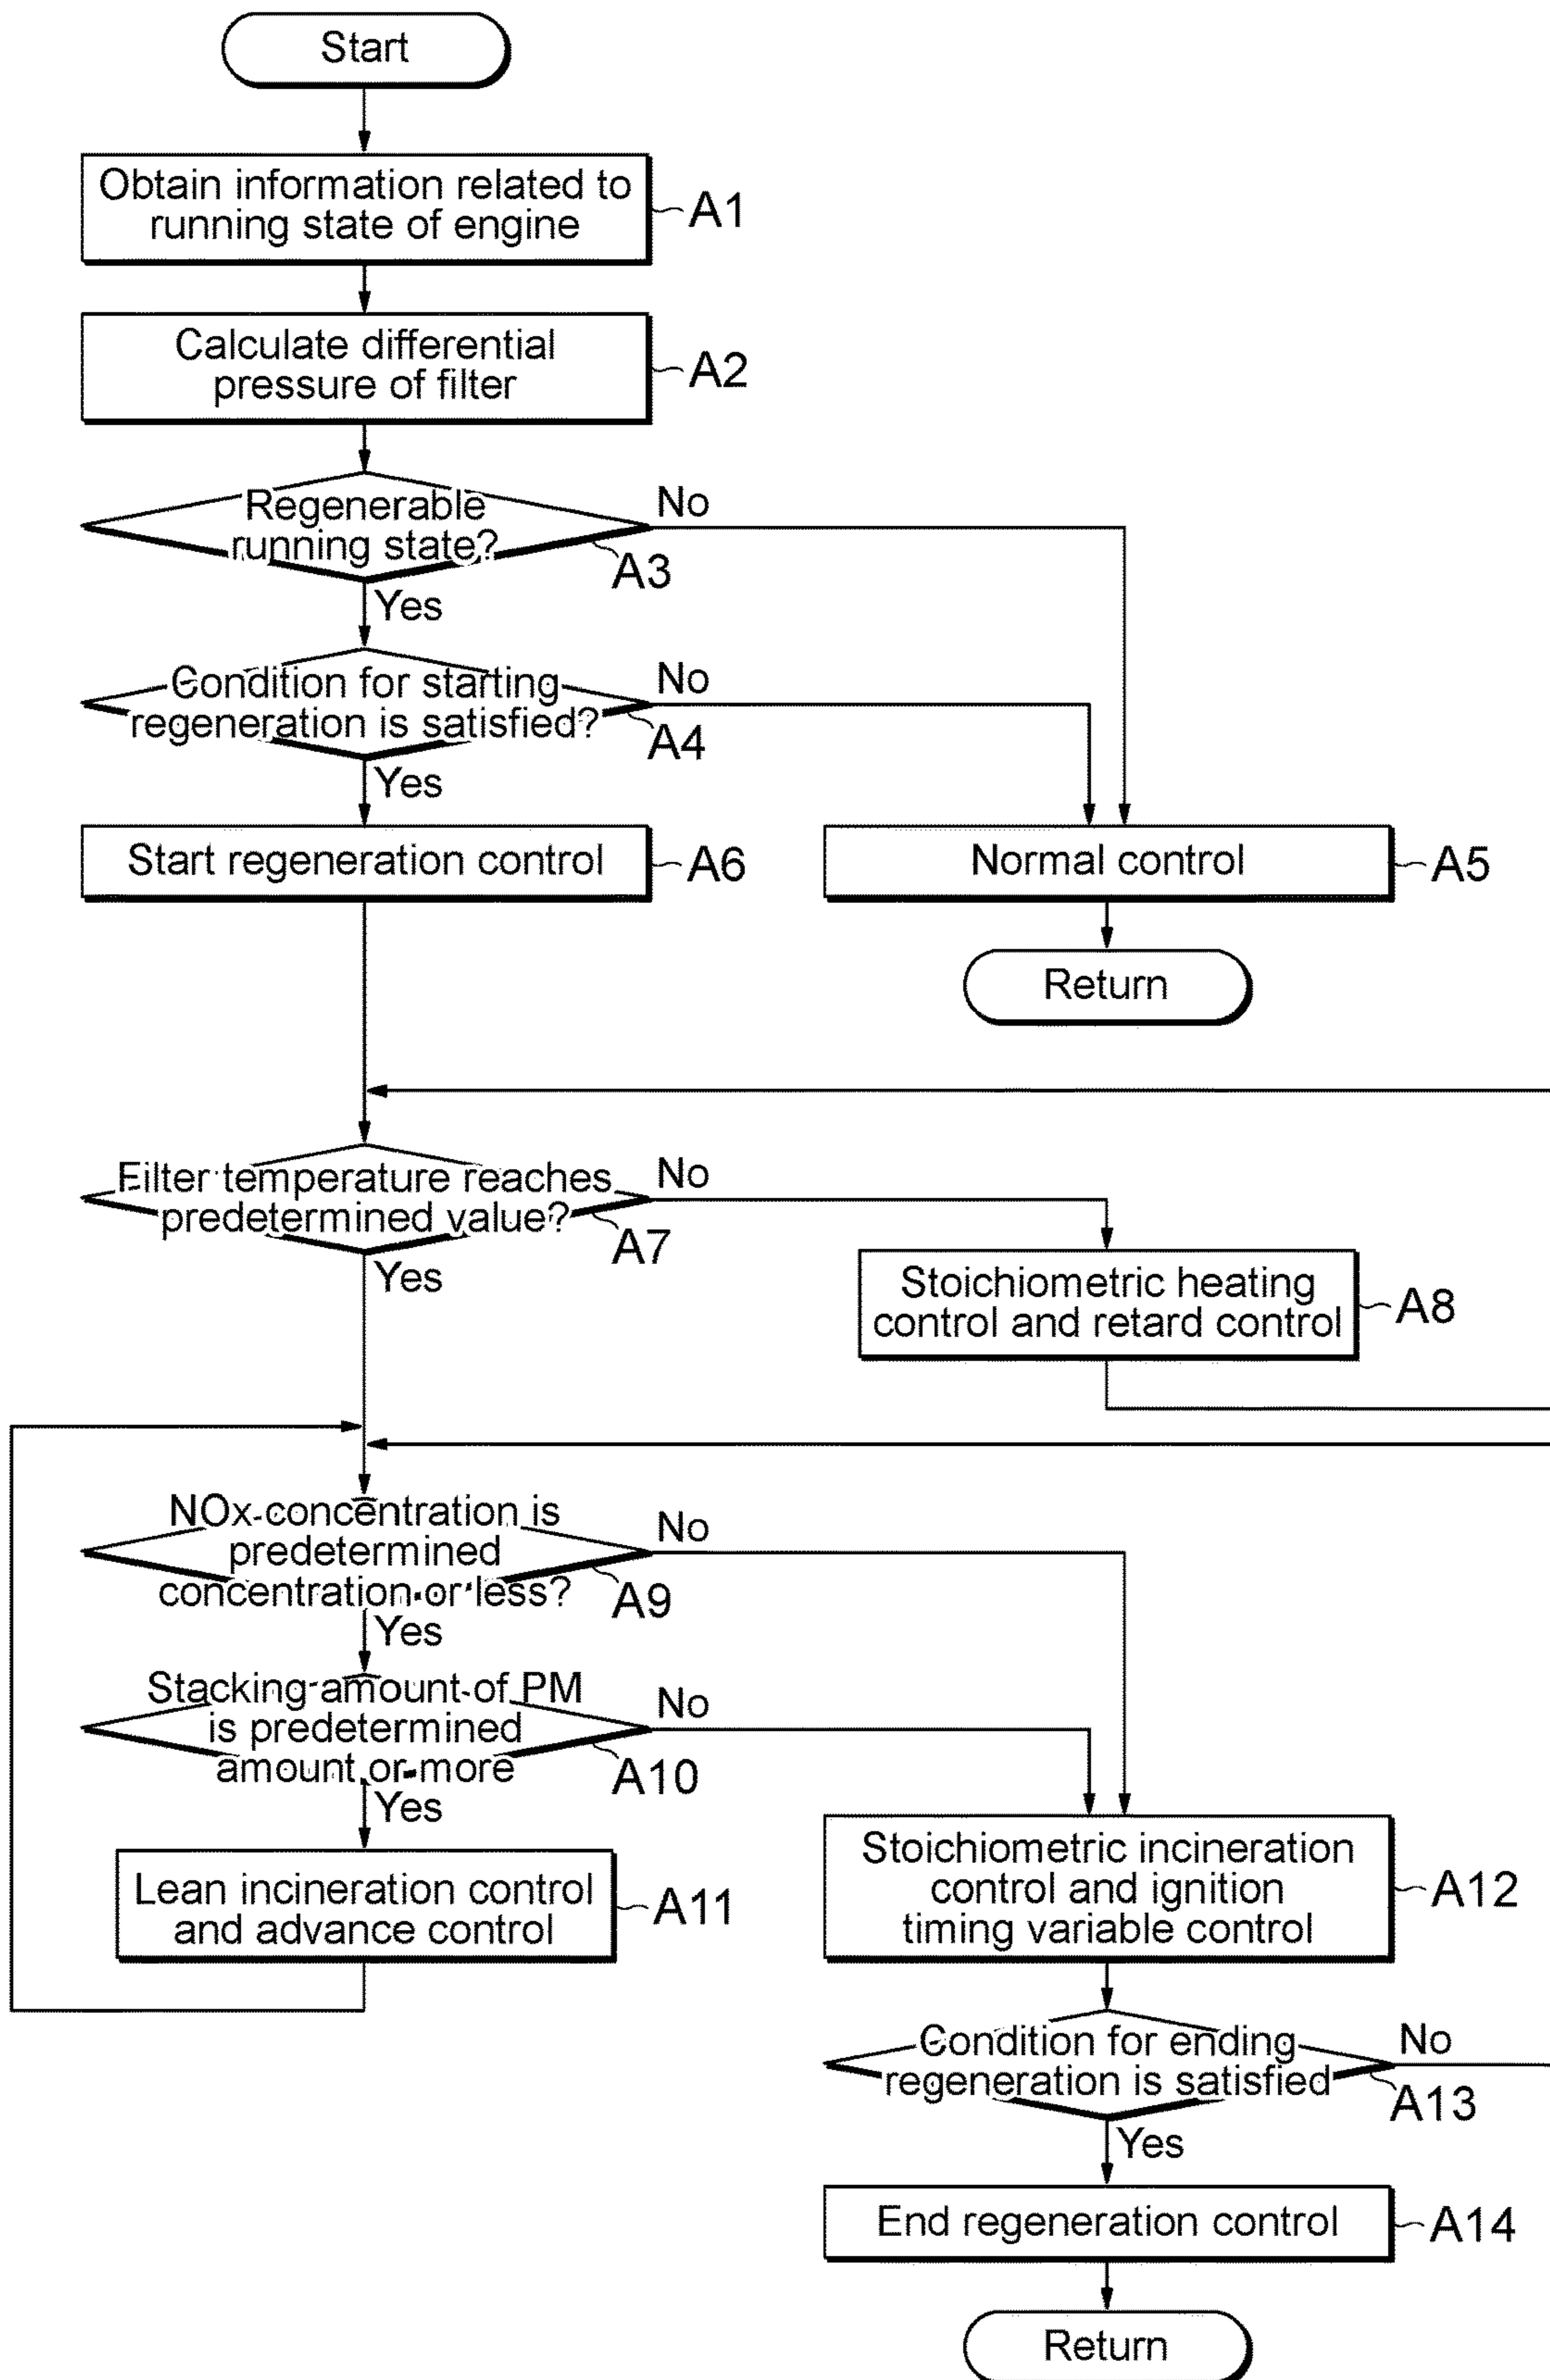 Start
Obtain information related to
running state of engine
A1
Calculate differential
pressure of filter
A2
Regenerable
running state?
No
A3
Yes
Condition for starting
regeneration is satisfied?
No
A4
Yes
Start regeneration control
A6
Normal control
A5
Return
Filter temperature reaches
predetermined value?
No
A7
Yes
Stoichiometric heating
control and retard control
A8
NOx concentration is
predetermined
concentration or less?
No
A9
Yes
Stacking amount of PM
is predetermined
amount or more
No
A10
Yes
Lean incineration control
and advance control
A11
Stoichiometric incineration
control and ignition
timing variable control
A12
Condition for ending
regeneration is satisfied
No
A13
Yes
End regeneration control
A14
Return